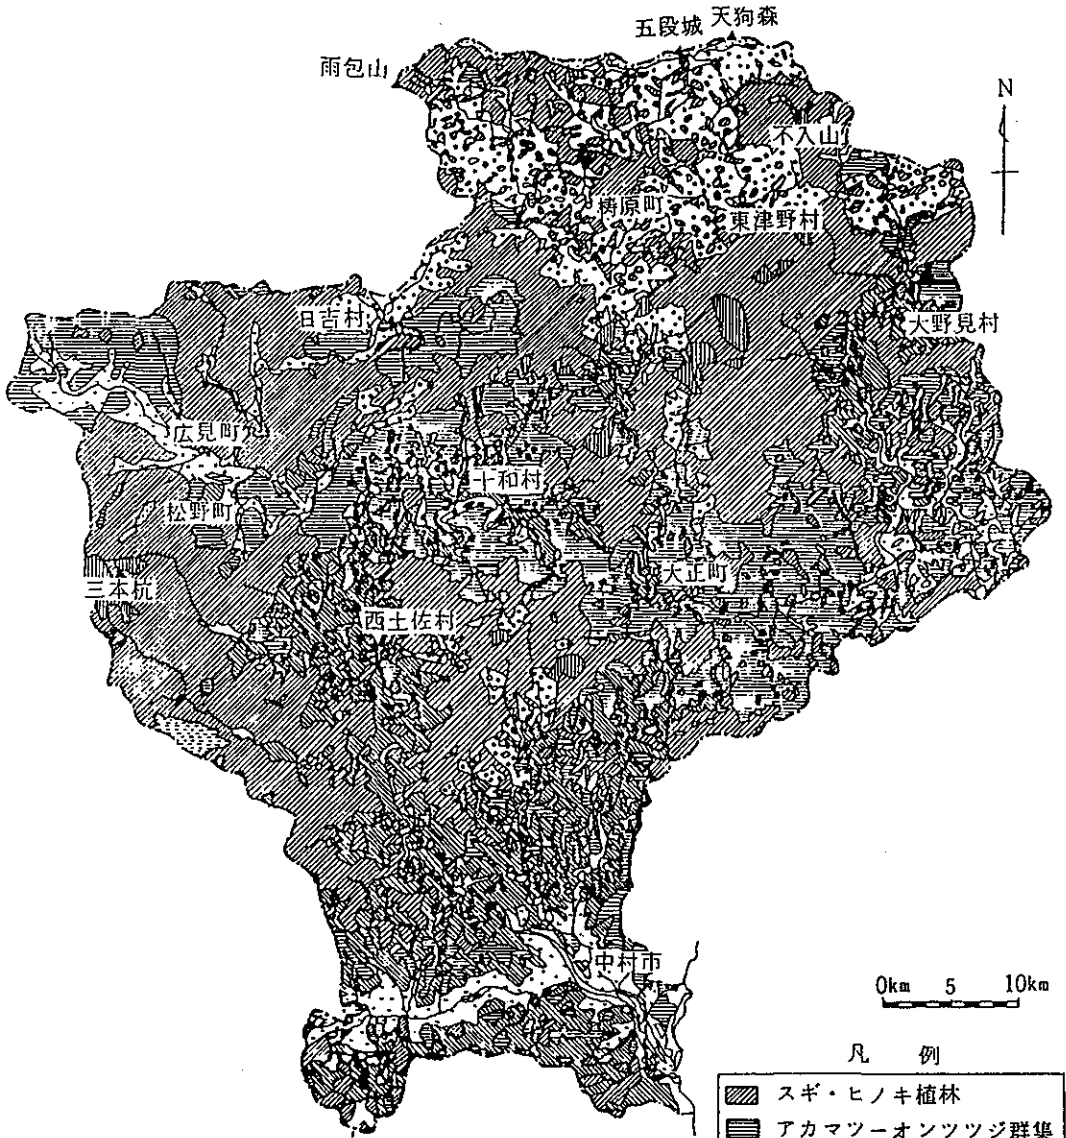 天狗森
五段城
雨包山
N
不入山
梼原町
東津野村
日吉村
大野見村
広見町
十和村
松野町
三本杭
大正町
西土佐村
中村市
0km 5 10km
凡 例
スギ・ヒノキ植林
アカマツーオンツツジ群集